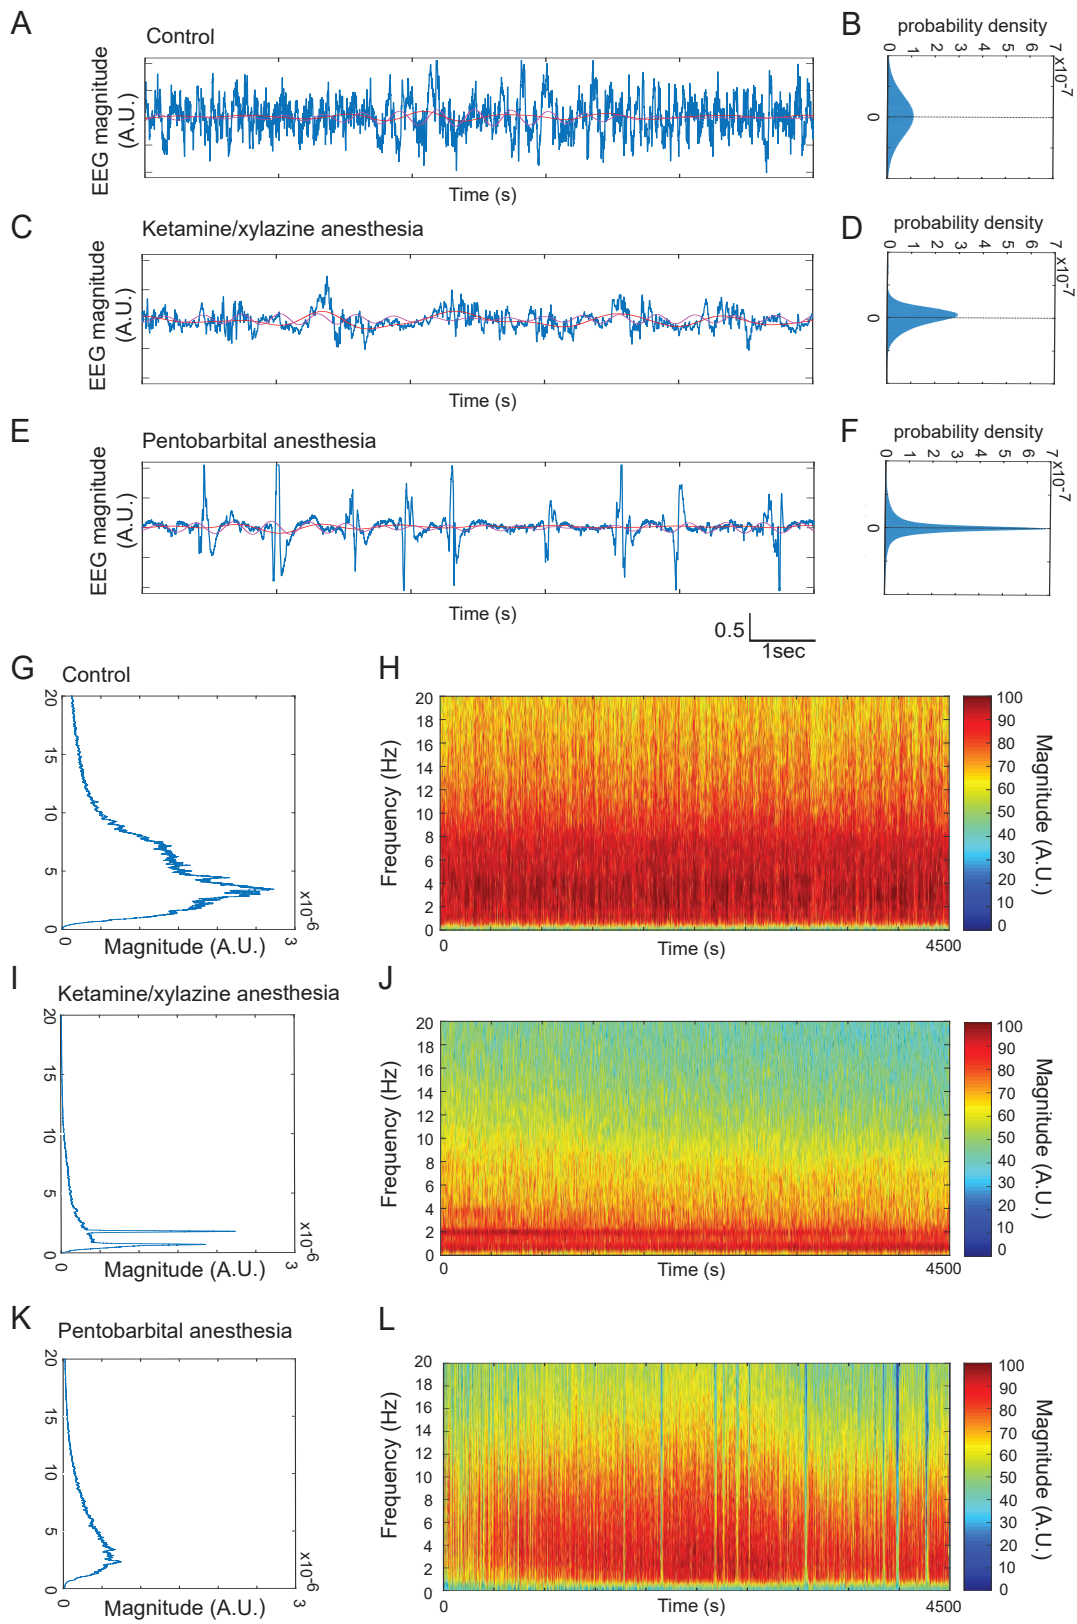 A
Control
EEG magnitude
(A.U.)
Time (s)
B
probability density
0 1 2 3 4 5 6 7
x10-7
0
C
Ketamine/xylazine anesthesia
EEG magnitude
(A.U.)
Time (s)
D
probability density
0 1 2 3 4 5 6 7
x10-7
0
E
Pentobarbital anesthesia
EEG magnitude
(A.U.)
Time (s)
F
probability density
0 1 2 3 4 5 6 7
x10-7
0
0.5
1sec
G
Control
20
15
10
5
0
0
3
x10-6
Magnitude (A.U.)
H
Frequency (Hz)
20
18
16
14
12
10
8
6
4
2
0
0
Time (s)
4500
100
90
80
70
60
50
40
30
20
10
0
Magnitude (A.U.)
I
Ketamine/xylazine anesthesia
20
15
10
5
0
0
3
x10-6
Magnitude (A.U.)
J
Frequency (Hz)
20
18
16
14
12
10
8
6
4
2
0
0
Time (s)
4500
100
90
80
70
60
50
40
30
20
10
0
Magnitude (A.U.)
K
Pentobarbital anesthesia
20
15
10
5
0
0
3
x10-6
Magnitude (A.U.)
L
Frequency (Hz)
20
18
16
14
12
10
8
6
4
2
0
0
Time (s)
4500
100
90
80
70
60
50
40
30
20
10
0
Magnitude (A.U.)